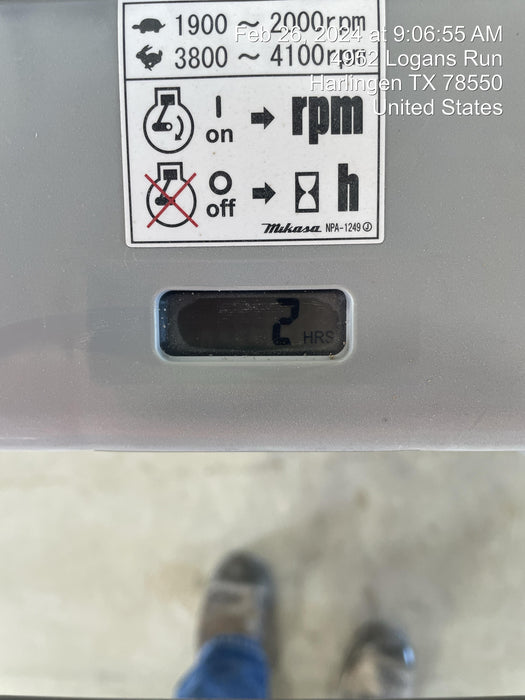 1900 ~ 2000rpm
3800 ~ 4100rpm
Feb 26, 2024 at 9:06:55 AM
4962 Logans Run
Harlingen TX 78550
United States
I on rpm
O off h
Mikasa NPA-1249 J
2 HRS